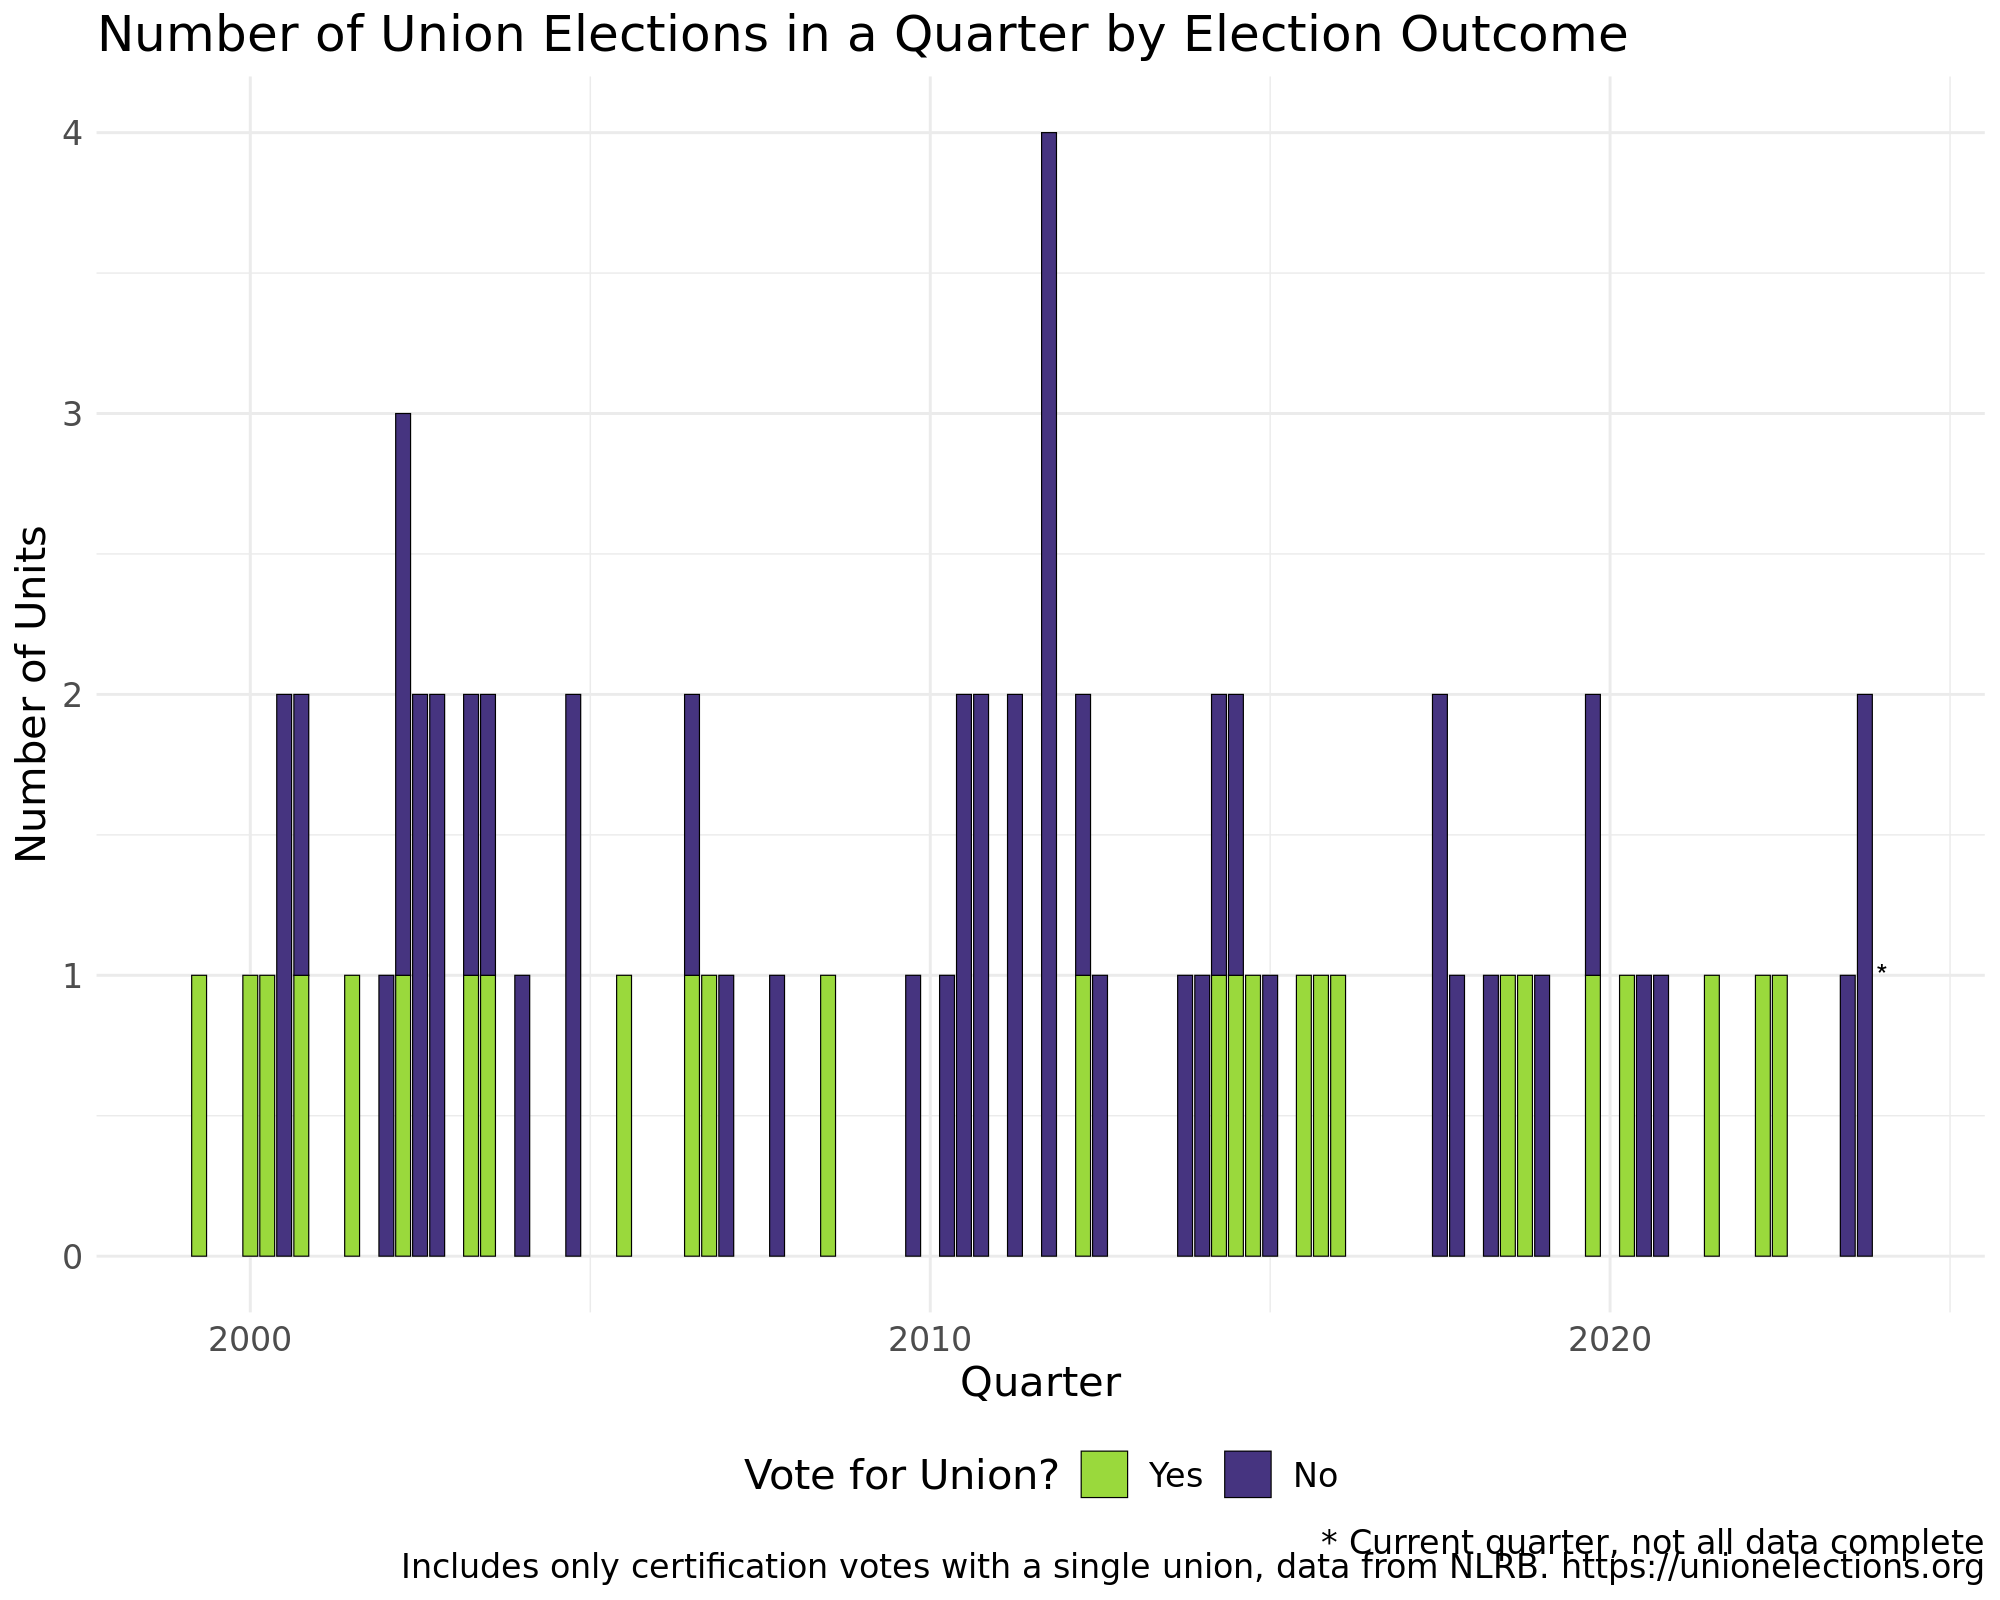 Number of Union Elections in a Quarter by Election Outcome
4
3
2
1
0
Number of Units
*
2000 2010 2020
Quarter
Vote for Union? Yes No
* Current quarter, not all data complete
Includes only certification votes with a single union, data from NLRB. https://unionelections.org